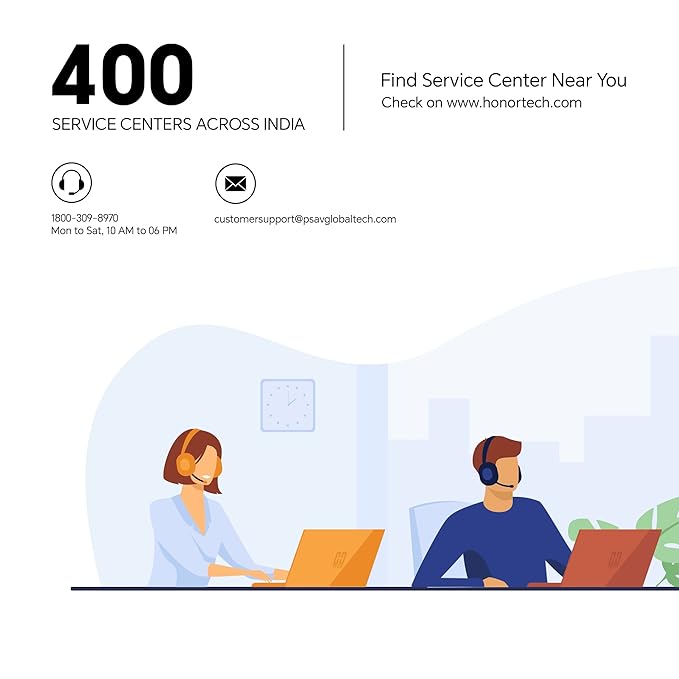 400
SERVICE CENTERS ACROSS INDIA
Find Service Center Near You
Check on www.honortech.com
1800-309-8970
Mon to Sat, 10 AM to 06 PM
customersupport@psavglobaltech.com